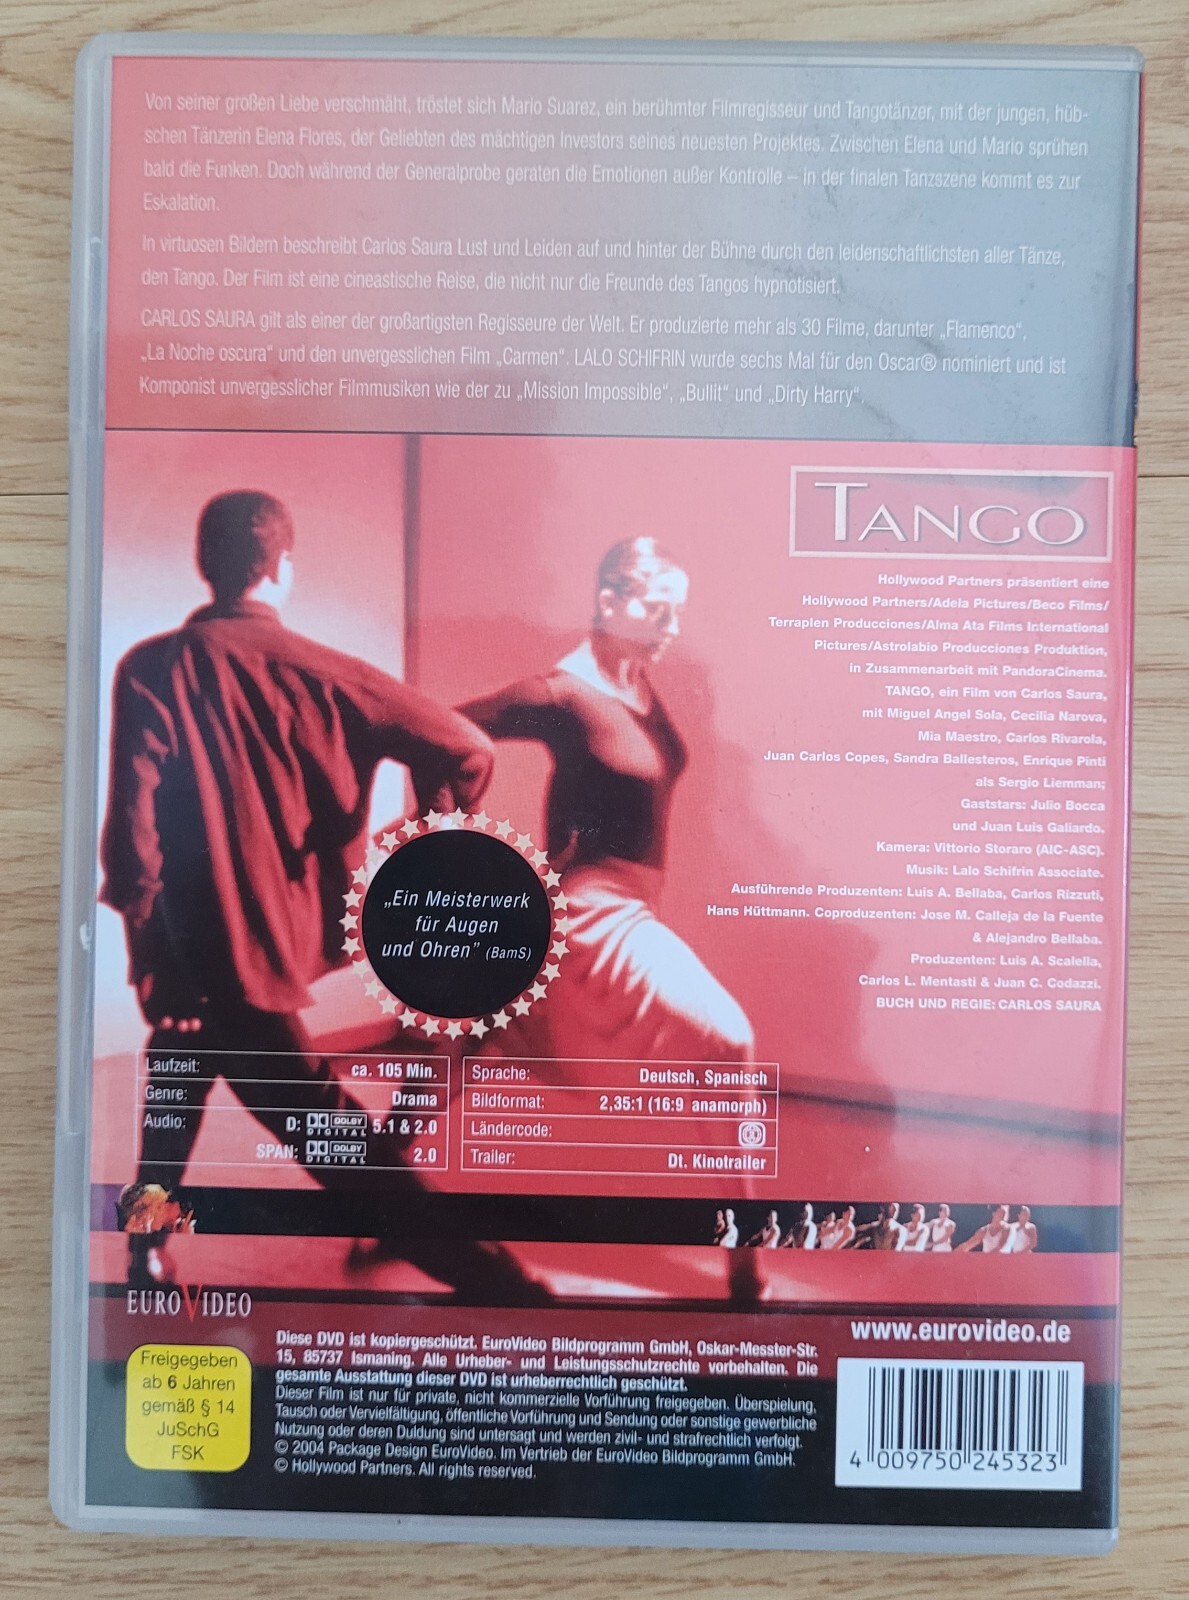 Von seiner großen Liebe verschmäht, tröstet sich Mario Suarez, ein berühmter Filmregisseur und Tangotänzer, mit der jungen, hüb-
schen Tänzerin Elena Flores, der Geliebten des mächtigen Investors seines neuesten Projektes. Zwischen Elena und Mario sprühen
bald die Funken. Doch während der Generalprobe geraten die Emotionen außer Kontrolle – in der finalen Tanzszene kommt es zur
Eskalation.
In virtuosen Bildern beschreibt Carlos Saura Lust und Leiden auf und hinter der Bühne durch den leidenschaftlichsten aller Tänze,
den Tango. Der Film ist eine cineastische Reise, die nicht nur die Freunde des Tangos hypnotisiert.
CARLOS SAURA gilt als einer der großartigsten Regisseure der Welt. Er produzierte mehr als 30 Filme, darunter „Flamenco“,
„La Noche oscura“ und den unvergesslichen Film „Carmen“. LALO SCHIFRIN wurde sechs Mal für den Oscar® nominiert und ist
Komponist unvergesslicher Filmmusiken wie der zu „Mission Impossible“, „Bullit“ und „Dirty Harry“.
TANGO
Hollywood Partners präsentiert eine
Hollywood Partners/Adela Pictures/Beco Films/
Terraplen Producciones/Alma Ata Films International
Pictures/Astrolabio Producciones Produktion,
in Zusammenarbeit mit PandoraCinema.
TANGO, ein Film von Carlos Saura,
mit Miguel Angel Sola, Cecilia Narova,
Mia Maestro, Carlos Rivarola,
Juan Carlos Copes, Sandra Ballesteros, Enrique Pinti
als Sergio Liemman;
Gaststars: Julio Bocca
und Juan Luis Galiardo.
Kamera: Vittorio Storaro (AIC-ASC).
Musik: Lalo Schifrin Associate.
Ausführende Produzenten: Luis A. Bellaba, Carlos Rizzuti,
Hans Hüttmann. Coproduzenten: Jose M. Calleja de la Fuente
& Alejandro Bellaba.
Produzenten: Luis A. Scalella,
Carlos L. Mentasti & Juan C. Codazzi.
BUCH UND REGIE: CARLOS SAURA
„Ein Meisterwerk
für Augen
und Ohren” (BamS)
Laufzeit: ca. 105 Min.
Genre: Drama
Audio: D: DOLBY DIGITAL 5.1 & 2.0
SPAN: DOLBY DIGITAL 2.0
Sprache: Deutsch, Spanisch
Bildformat: 2,35:1 (16:9 anamorph)
Ländercode:
Trailer: Dt. Kinotrailer
EUROVIDEO
www.eurovideo.de
Freigegeben
ab 6 Jahren
gemäß § 14
JuSchG
FSK
Diese DVD ist kopiergeschützt. EuroVideo Bildprogramm GmbH, Oskar-Messter-Str.
15, 85737 Ismaning. Alle Urheber- und Leistungsschutzrechte vorbehalten. Die
gesamte Ausstattung dieser DVD ist urheberrechtlich geschützt.
Dieser Film ist nur für private, nicht kommerzielle Vorführung freigegeben. Überspielung,
Tausch oder Vervielfältigung, öffentliche Vorführung und Sendung oder sonstige gewerbliche
Nutzung oder deren Duldung sind untersagt und werden zivil- und strafrechtlich verfolgt.
© 2004 Package Design EuroVideo. Im Vertrieb der EuroVideo Bildprogramm GmbH.
© Hollywood Partners. All rights reserved.
4 009750 245323